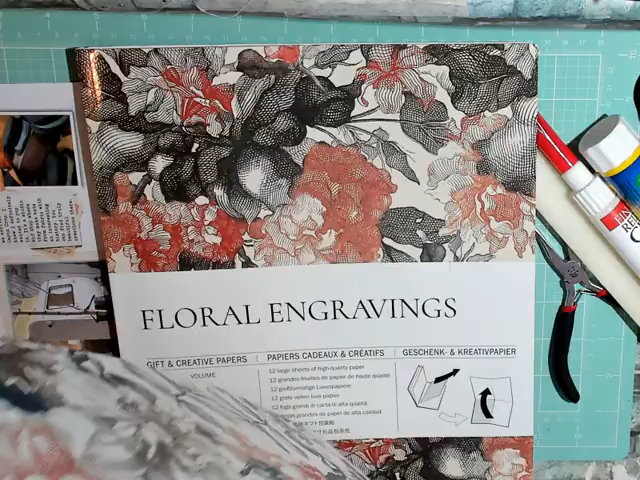 FLORAL ENGRAVINGS
GIFT & CREATIVE PAPERS
VOLUME
PAPIERS CADEAUX & CRÉATIFS
12 large sheets of high-quality paper
12 grandes feuilles de papier de haute qualité
12 großformatige Luxuspapiere
12 grote vellen luxe papier
12 fogli grandi di carta di alta qualità
grandes de papel de alta calidad
GESCHENK- & KREATIVPAPIER